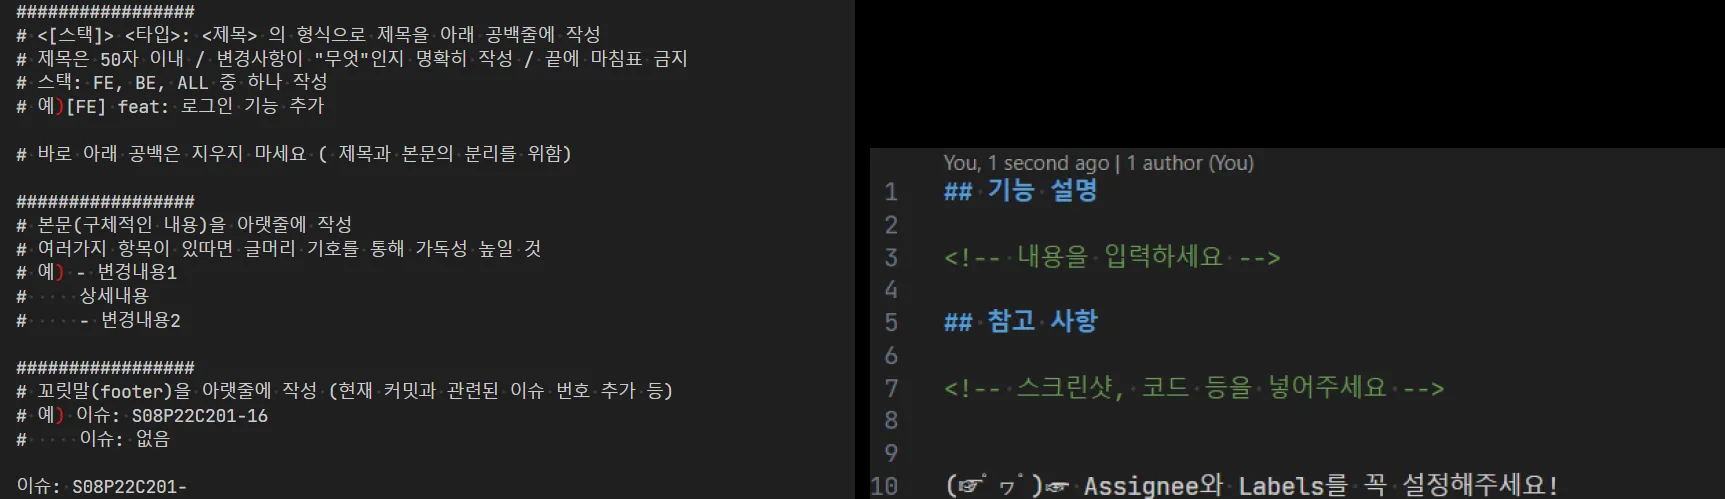 #################
# <[스택]> <타입>: <제목> 의 형식으로 제목을 아래 공백줄에 작성
# 제목은 50자 이내 / 변경사항이 "무엇"인지 명확히 작성 / 끝에 마침표 금지
# 스택: FE, BE, ALL 중 하나 작성
# 예)[FE] feat: 로그인 기능 추가
# 바로 아래 공백은 지우지 마세요 ( 제목과 본문의 분리를 위함)
#################
# 본문(구체적인 내용)을 아랫줄에 작성
# 여러가지 항목이 있따면 글머리 기호를 통해 가독성 높일 것
# 예) - 변경내용1
#     상세내용
#     - 변경내용2
#################
# 꼬릿말(footer)을 아랫줄에 작성 (현재 커밋과 관련된 이슈 번호 추가 등)
# 예) 이슈: S08P22C201-16
#     이슈: 없음
이슈: S08P22C201-
You, 1 second ago | 1 author (You)
1 ## 기능 설명
2
3 <!-- 내용을 입력하세요 -->
4
5 ## 참고 사항
6
7 <!-- 스크린샷, 코드 등을 넣어주세요 -->
8
9
10 (☞ﾟヮﾟ)☞ Assignee와 Labels를 꼭 설정해주세요!